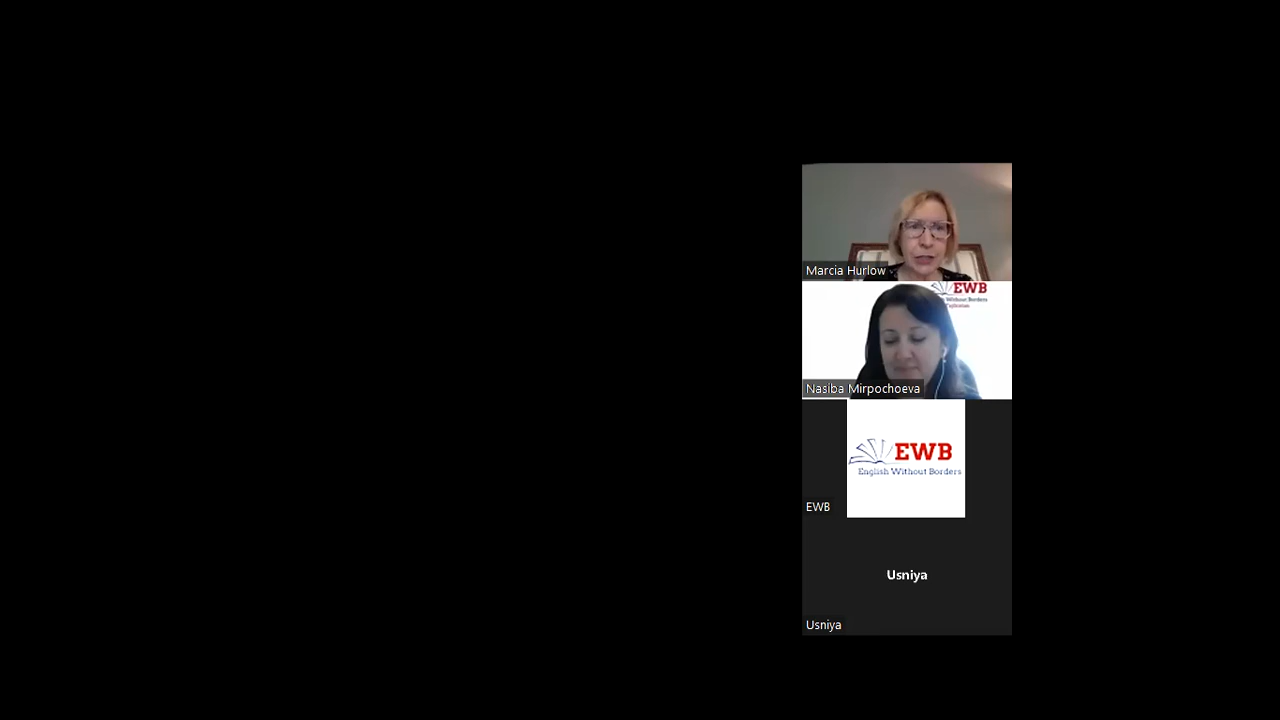 Marcia Hurlow
EWB
Without Borders
Nasiba Mirpochoeva
EWB
English Without Borders
EWB
Usniya
Usniya